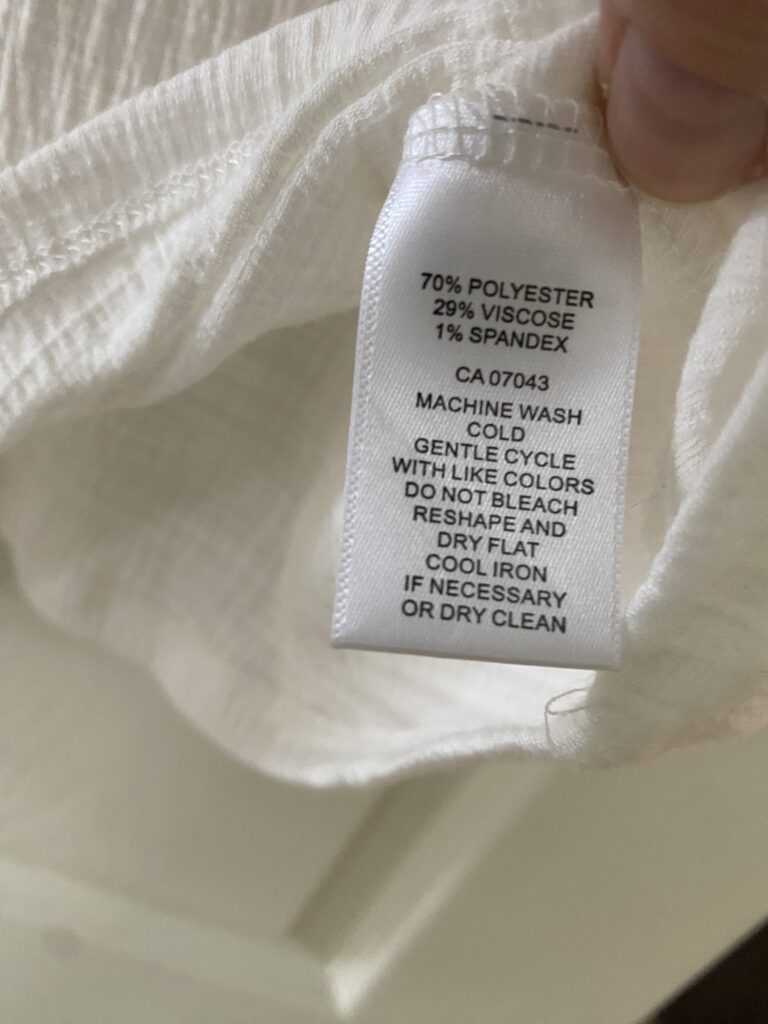 70% POLYESTER
29% VISCOSE
1% SPANDEX
CA 07043
MACHINE WASH
COLD
GENTLE CYCLE
WITH LIKE COLORS
DO NOT BLEACH
RESHAPE AND
DRY FLAT
COOL IRON
IF NECESSARY
OR DRY CLEAN